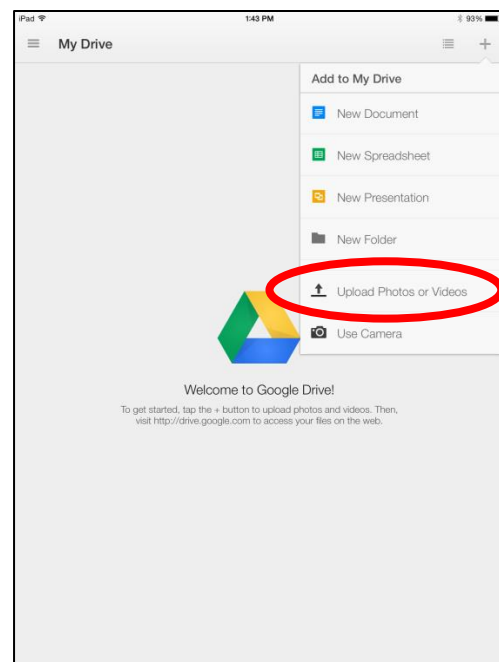 iPad 1:43 PM 93%
My Drive
Add to My Drive
New Document
New Spreadsheet
New Presentation
New Folder
Upload Photos or Videos
Use Camera
Welcome to Google Drive!
To get started, tap the + button to upload photos and videos. Then,
visit http://drive.google.com to access your files on the web.